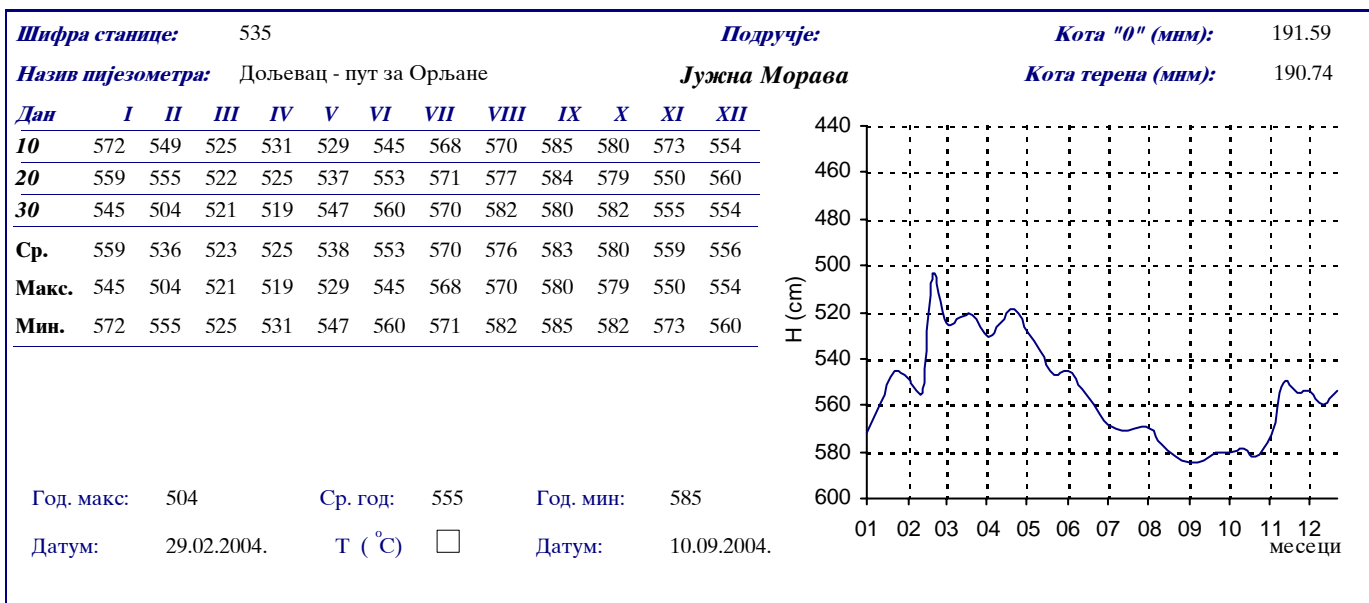 Шифра станице: 535 Подручје: Кота "0" (мнм): 191.59
Назив пијезометра: Дољевац - пут за Орљане Јужна Морава Кота терена (мнм): 190.74
Дан I II III IV V VI VII VIII IX X XI XII
10 572 549 525 531 529 545 568 570 585 580 573 554
20 559 555 522 525 537 553 571 577 584 579 550 560
30 545 504 521 519 547 560 570 582 580 582 555 554
Ср. 559 536 523 525 538 553 570 576 583 580 559 556
Макс. 545 504 521 519 529 545 568 570 580 579 550 554
Мин. 572 555 525 531 547 560 571 582 585 582 573 560
440
460
480
500
520
540
560
580
600
H (cm)
01 02 03 04 05 06 07 08 09 10 11 12
месеци
Год. макс: 504 Ср. год: 555 Год. мин: 585
Датум: 29.02.2004. Т ( °C) Датум: 10.09.2004.